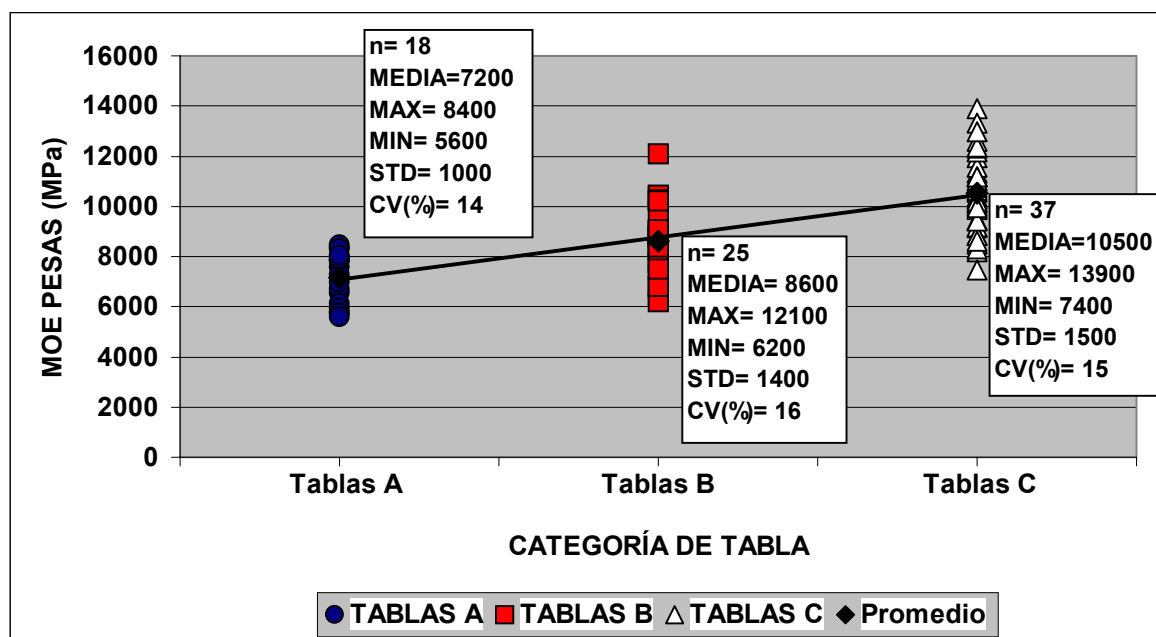 16000
14000
12000
10000
8000
6000
4000
2000
0
MOE PESAS (MPa)
n= 18
MEDIA=7200
MAX= 8400
MIN= 5600
STD= 1000
CV(%)= 14
n= 25
MEDIA= 8600
MAX= 12100
MIN= 6200
STD= 1400
CV(%)= 16
n= 37
MEDIA=10500
MAX= 13900
MIN= 7400
STD= 1500
CV(%)= 15
Tablas A Tablas B Tablas C
CATEGORÍA DE TABLA
TABLAS A TABLAS B TABLAS C Promedio